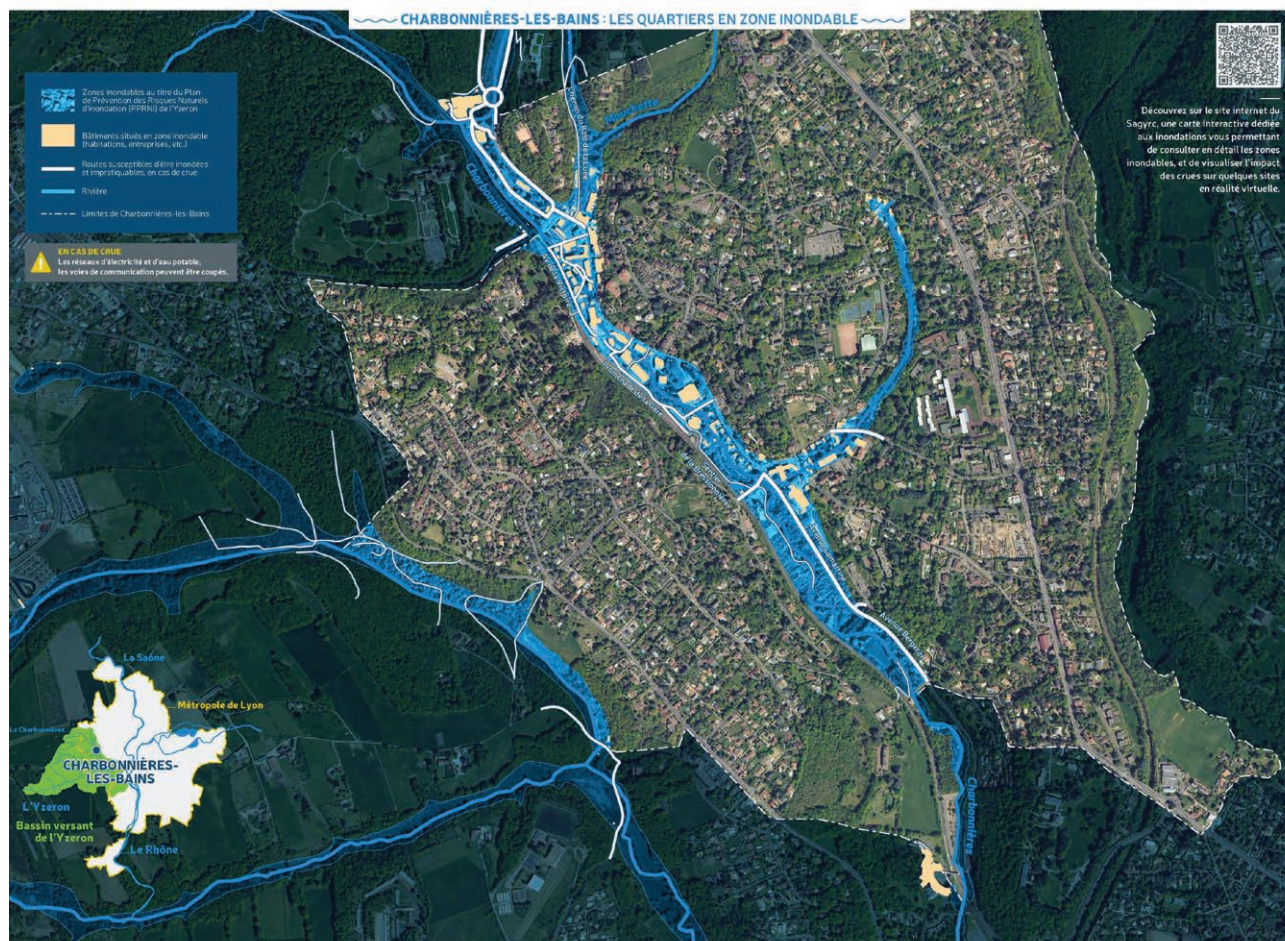 CHARBONNIÈRES-LES-BAINS : LES QUARTIERS EN ZONE INONDABLE
Zones inondables au titre du Plan
de Prévention des Risques Naturels
d'inondation (PPRNI) de l'Yzeron
Bâtiments situés en zone inondable
(habitations, entreprises, etc.)
Routes susceptibles d'être inondées
et impratiquables, en cas de crue
Rivière
Limites de Charbonnières-les-Bains
EN CAS DE CRUE
Les réseaux d'électricité et d'eau potable,
les voies de communication peuvent être coupés.
Découvrez sur le site internet du
Sagyrc, une carte interactive dédiée
aux inondations vous permettant
de consulter en détail les zones
inondables, et de visualiser l'impact
des crues sur quelques sites
en réalité virtuelle.
Charbonnières
Avenue Lamartine
Avenue Bergeron
Charbonnières
La Saône
Métropole de Lyon
La Charbonnières
CHARBONNIÈRES-
LES-BAINS
L'Yzeron
Bassin versant
de l'Yzeron
Le Rhône